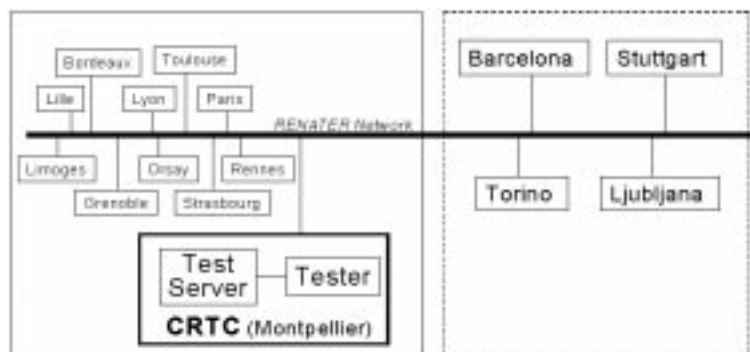 Bordeaux
Toulouse
Barcelona
Stuttgart
Lille
Lyon
Paris
RENATER Network
Limoges
Orsay
Rennes
Grenoble
Strasbourg
Torino
Ljubljana
Test
Server
Tester
CRTC (Montpellier)